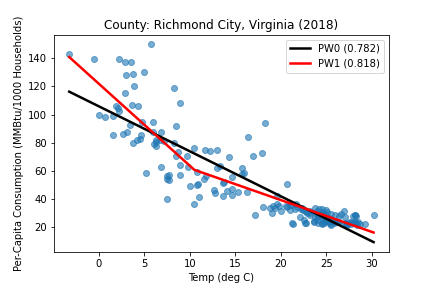 County: Richmond City, Virginia (2018)
PW0 (0.782)
PW1 (0.818)
Per-Capita Consumption (MMBtu/1000 Households)
140
120
100
80
60
40
20
0 5 10 15 20 25 30
Temp (deg C)